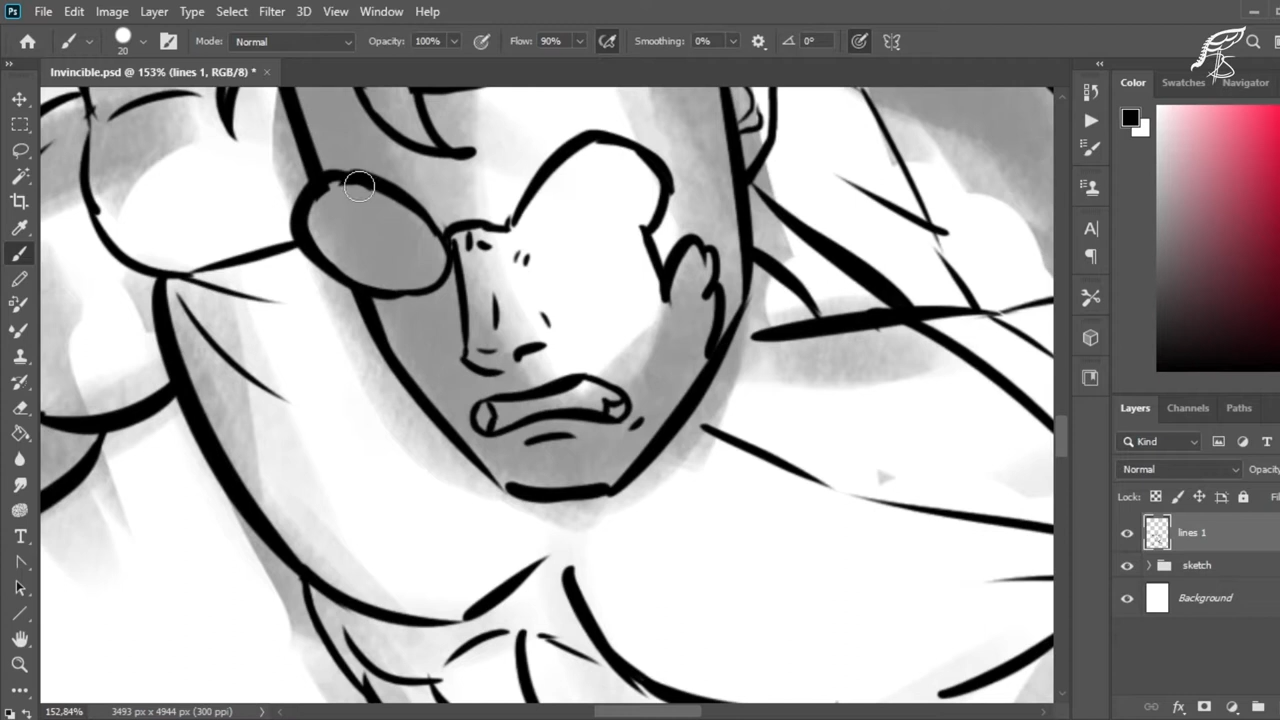 Ps File Edit Image Layer Type Select Filter 3D View Window Help
20 Mode: Normal Opacity: 100% Flow: 90% Smoothing: 0% 0°
Invincible.psd @ 153% (lines 1, RGB/8) * ×
Color Swatches Navigator
Layers Channels Paths
Kind
Normal Opacity
Lock: Fi
lines 1
sketch
Background
152,84% 3493 px x 4944 px (300 ppi)